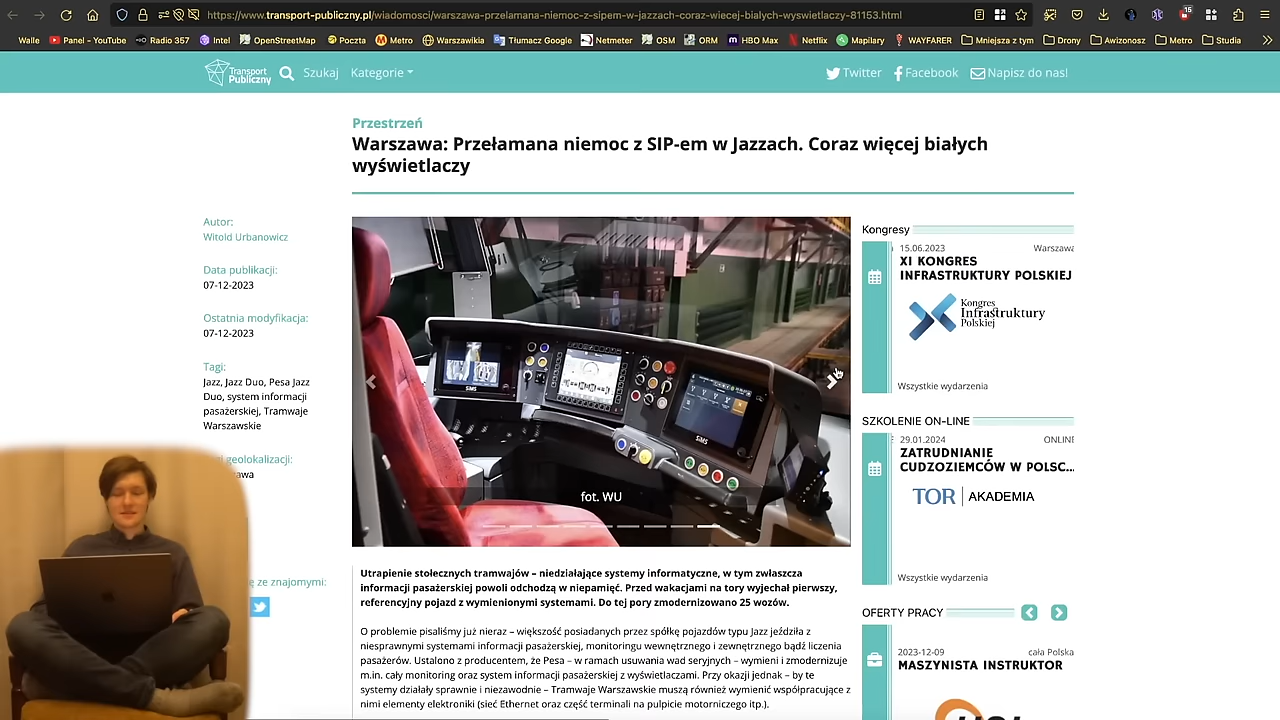 https://www.transport-publiczny.pl/wiadomosci/warszawa-przelamana-niemoc-z-sipem-w-jazzach-coraz-wiecej-bialych-wyswietlaczy-81153.html
15
Walle Panel - YouTube Radio 357 Intel OpenStreetMap Poczta Metro Warszawikia Tłumacz Google Netmeter OSM ORM HBO Max Netflix Mapilary WAYFARER Mniejsza z tym Drony Awizonosz Metro Studia
Transport Publiczny Szukaj Kategorie Twitter Facebook Napisz do nas!
Przestrzeń
Warszawa: Przełamana niemoc z SIP-em w Jazzach. Coraz więcej białych
wyświetlaczy
Autor:
Witold Urbanowicz
Data publikacji:
07-12-2023
Ostatnia modyfikacja:
07-12-2023
Tagi:
Jazz, Jazz Duo, Pesa Jazz
Duo, system informacji
pasażerskiej, Tramwaje
Warszawskie
geolokalizacji:
ze znajomymi:
SIMS
SIMS
fot. WU
Utrapienie stołecznych tramwajów – niedziałające systemy informatyczne, w tym zwłaszcza
informacji pasażerskiej powoli odchodzą w niepamięć. Przed wakacjami na tory wyjechał pierwszy,
referencyjny pojazd z wymienionymi systemami. Do tej pory zmodernizowano 25 wozów.
O problemie pisaliśmy już nieraz – większość posiadanych przez spółkę pojazdów typu Jazz jeździła z
niesprawnymi systemami informacji pasażerskiej, monitoringu wewnętrznego i zewnętrznego bądź liczenia
pasażerów. Ustalono z producentem, że Pesa – w ramach usuwania wad seryjnych – wymieni i zmodernizuje
m.in. cały monitoring oraz system informacji pasażerskiej z wyświetlaczami. Przy okazji jednak – by te
systemy działały sprawnie i niezawodnie – Tramwaje Warszawskie muszą również wymienić współpracujące z
nimi elementy elektroniki (sieć Ethernet oraz część terminali na pulpicie motorniczego itp.).
Kongresy
15.06.2023 Warszawa
XI KONGRES
INFRASTRUKTURY POLSKIEJ
Kongres
Infrastruktury
Polskiej
Wszystkie wydarzenia
SZKOLENIE ON-LINE
29.01.2024 ONLINE
ZATRUDNIANIE
CUDZOZIEMCÓW W POLSC...
TOR AKADEMIA
Wszystkie wydarzenia
OFERTY PRACY
2023-12-09 cała Polska
MASZYNISTA INSTRUKTOR